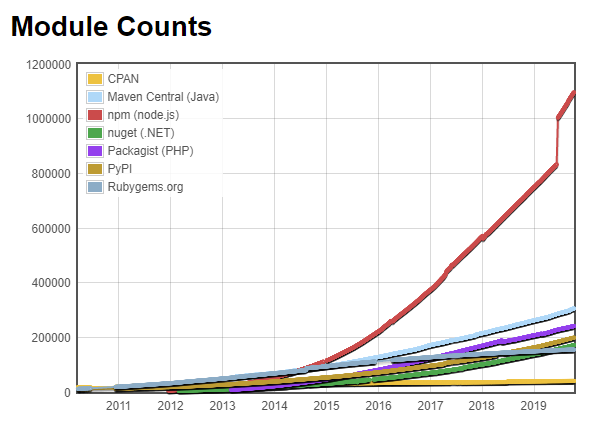 Module Counts
1200000
1000000
800000
600000
400000
200000
0
CPAN
Maven Central (Java)
npm (node.js)
nuget (.NET)
Packagist (PHP)
PyPI
Rubygems.org
2011 2012 2013 2014 2015 2016 2017 2018 2019